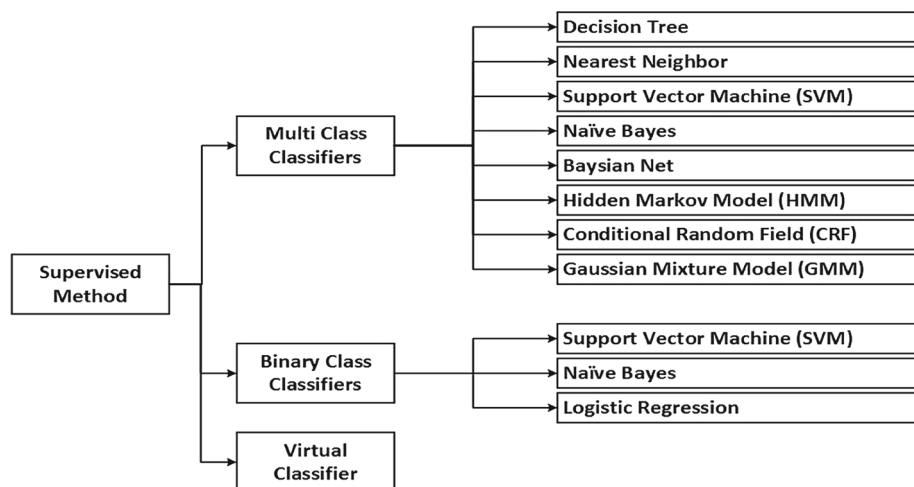 Supervised
Method
Multi Class
Classifiers
Decision Tree
Nearest Neighbor
Support Vector Machine (SVM)
Naïve Bayes
Baysian Net
Hidden Markov Model (HMM)
Conditional Random Field (CRF)
Gaussian Mixture Model (GMM)
Binary Class
Classifiers
Support Vector Machine (SVM)
Naïve Bayes
Logistic Regression
Virtual
Classifier